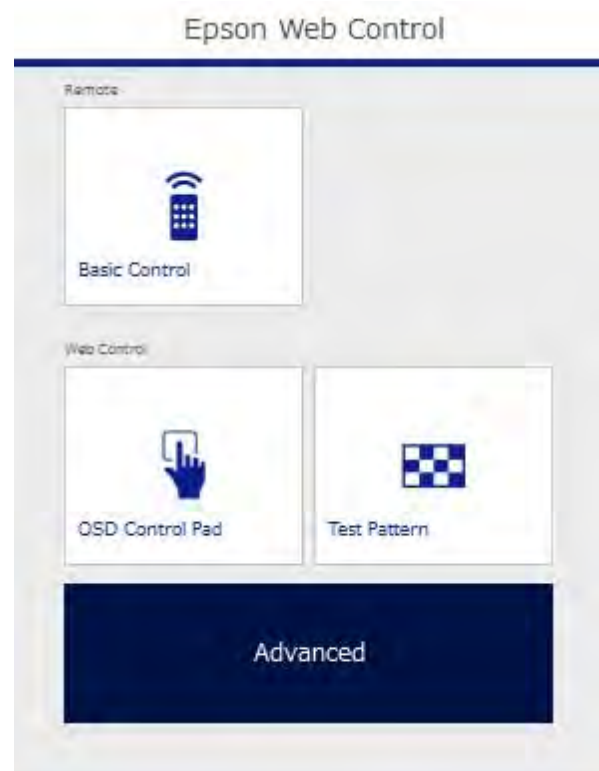 Epson Web Control
Remote
Basic Control
Web Control
OSD Control Pad
Test Pattern
Advanced